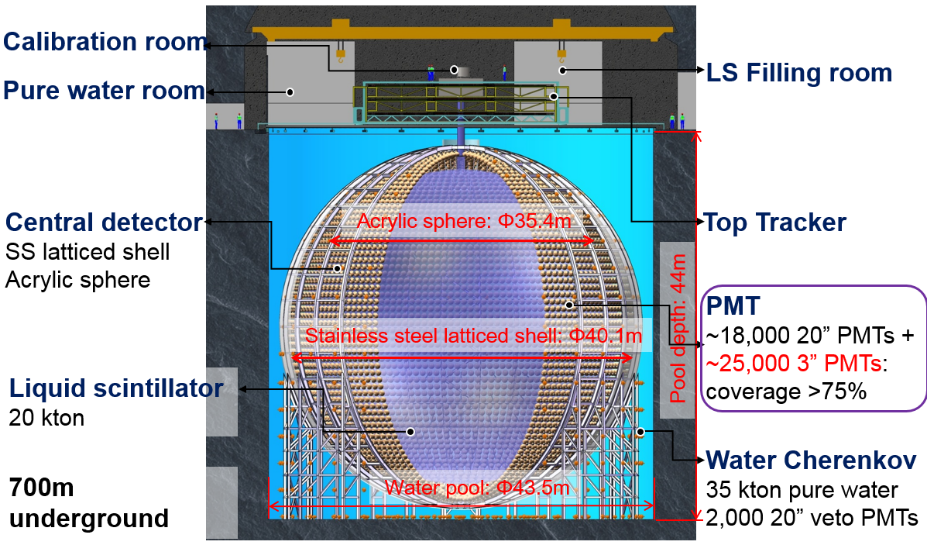 Calibration room
Pure water room
LS Filling room
Central detector
SS latticed shell
Acrylic sphere
Acrylic sphere: Φ35.4m
Top Tracker
Pool depth: 44m
PMT
~18,000 20” PMTs +
~25,000 3” PMTs:
coverage >75%
Stainless steel latticed shell: Φ40.1m
Liquid scintillator
20 kton
Water Cherenkov
35 kton pure water
2,000 20” veto PMTs
Water pool: Φ43.5m
700m
underground